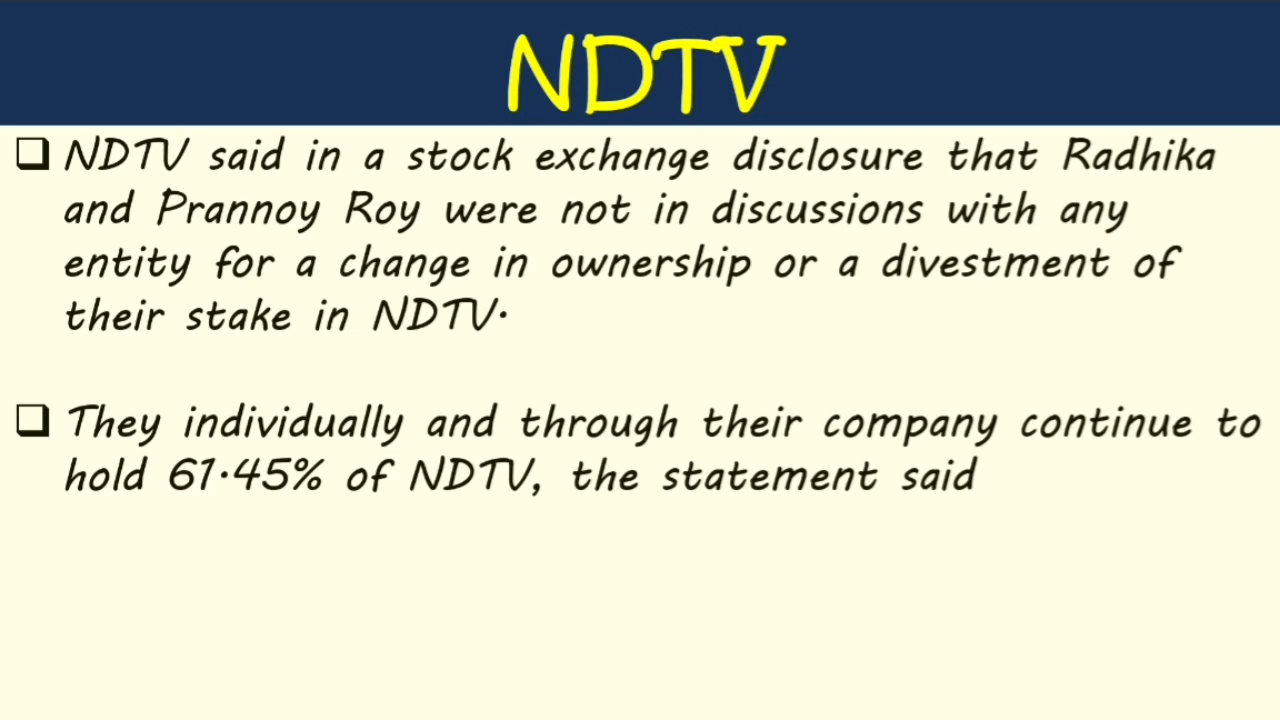 NDTV
❑ NDTV said in a stock exchange disclosure that Radhika
and Prannoy Roy were not in discussions with any
entity for a change in ownership or a divestment of
their stake in NDTV.
❑ They individually and through their company continue to
hold 61.45% of NDTV, the statement said